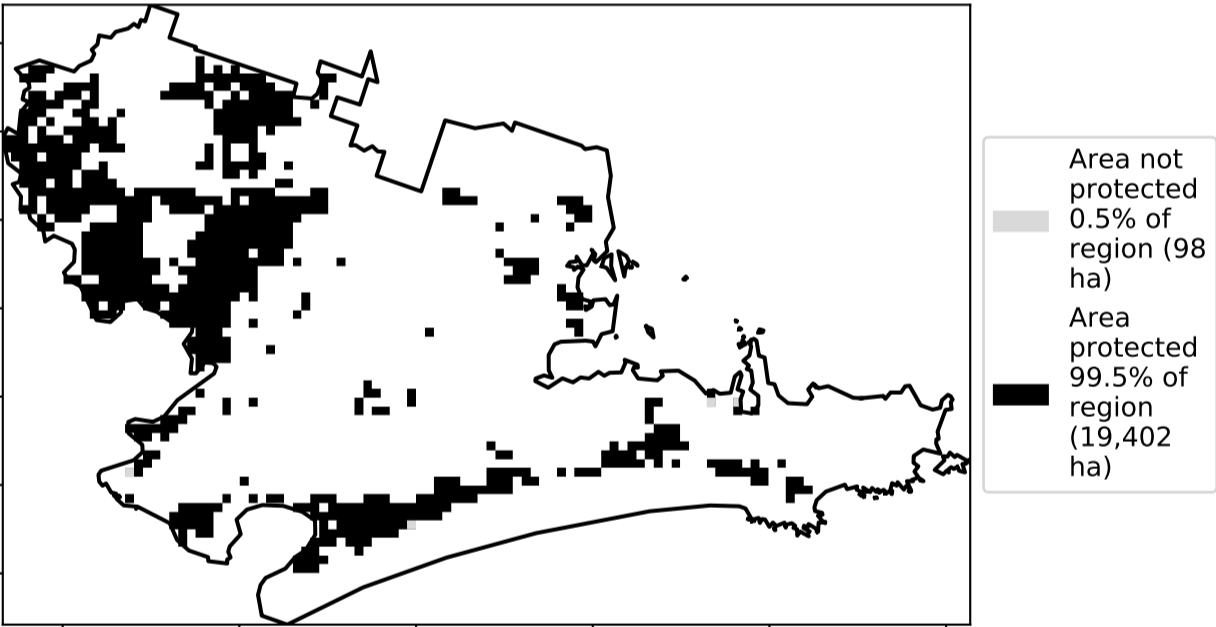 Area not
protected
0.5% of
region (98
ha)
Area
protected
99.5% of
region
(19,402
ha)